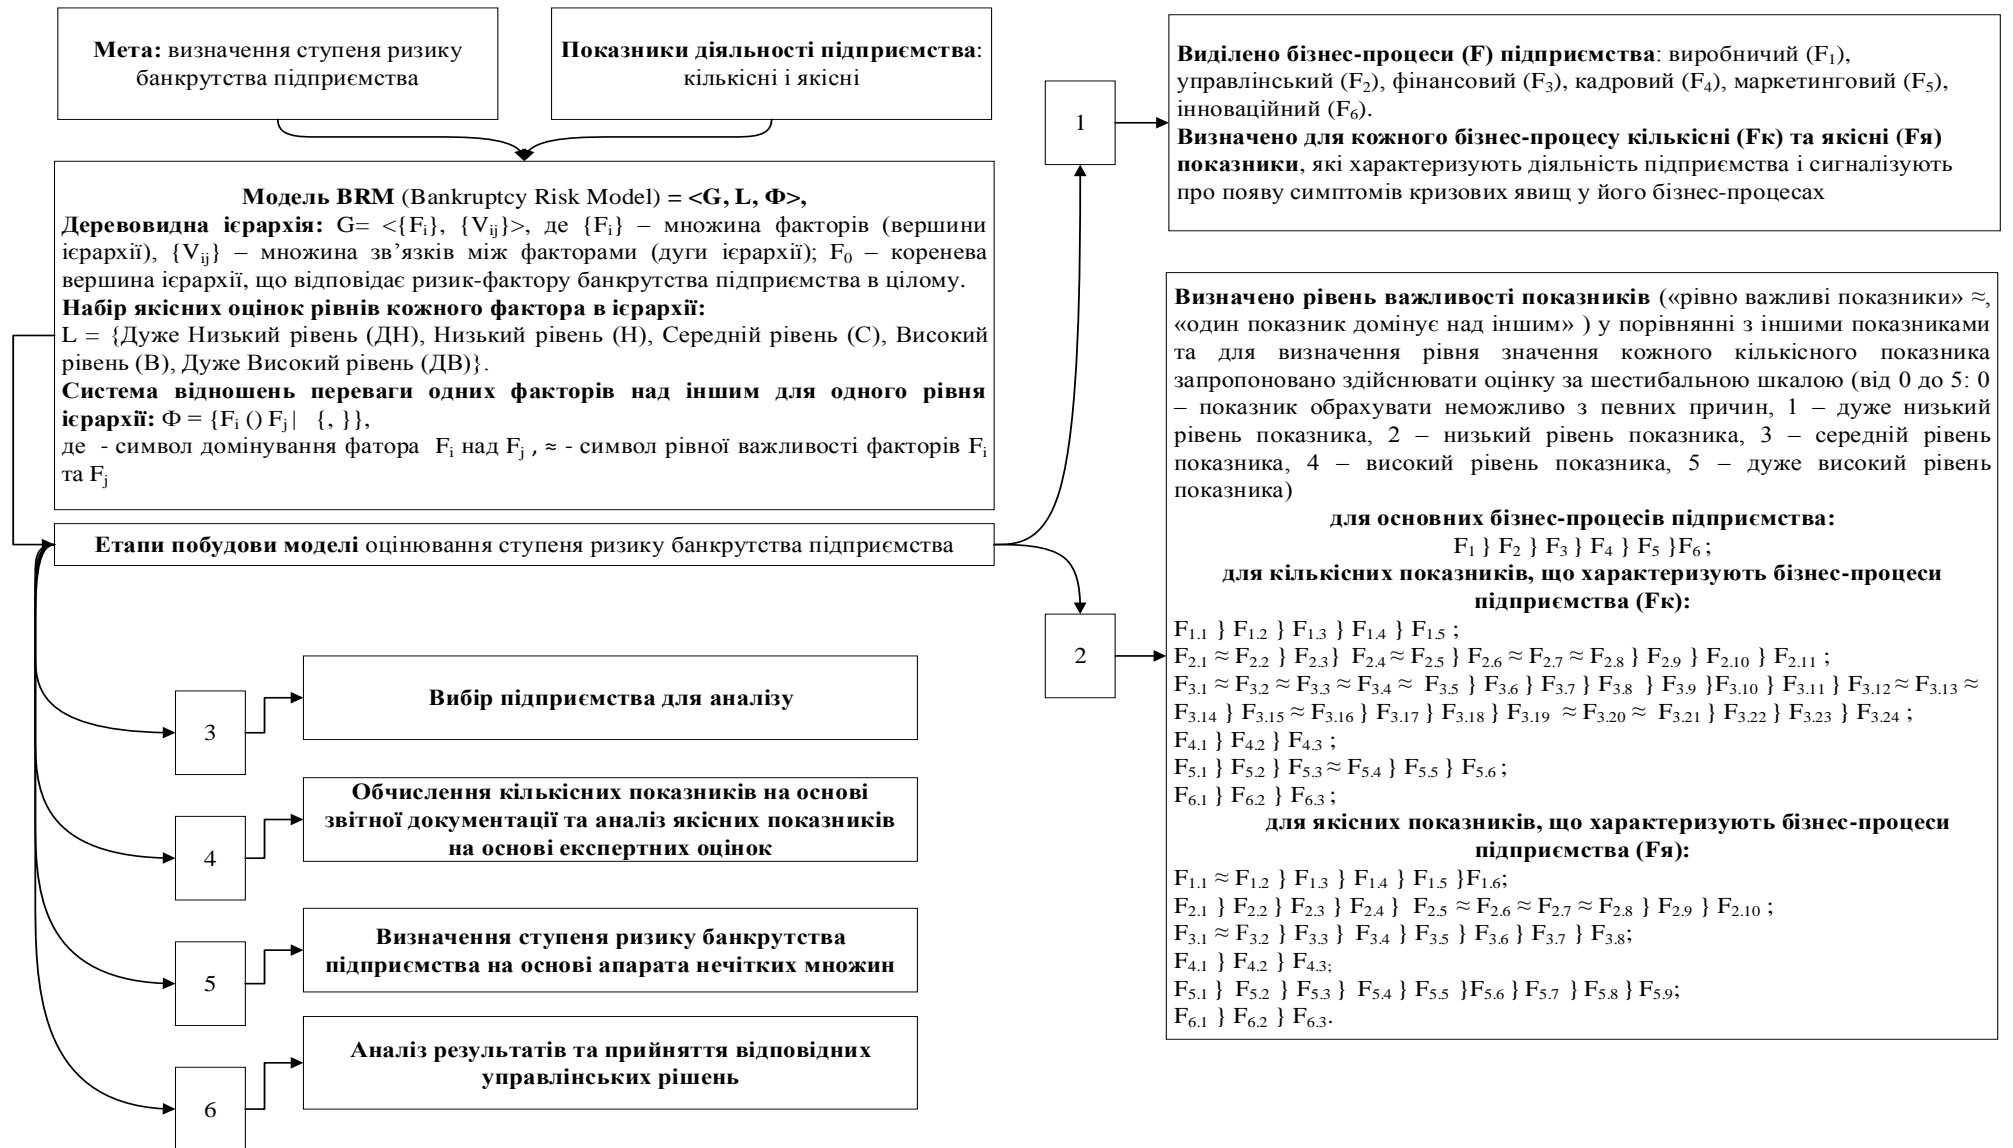 Мета: визначення ступеня ризику
банкрутства підприємства
Показники діяльності підприємства:
кількісні і якісні
Модель BRM (Bankruptcy Risk Model) = <G, L, Ф>,
Деревовидна ієрархія: G= <{Fi}, {Vij}>, де {Fi} – множина факторів (вершини
ієрархії), {Vij} – множина зв’язків між факторами (дуги ієрархії); F0 – коренева
вершина ієрархії, що відповідає ризик-фактору банкрутства підприємства в цілому.
Набір якісних оцінок рівнів кожного фактора в ієрархії:
L = {Дуже Низький рівень (ДН), Низький рівень (Н), Середній рівень (С), Високий
рівень (В), Дуже Високий рівень (ДВ)}.
Система відношень переваги одних факторів над іншим для одного рівня
ієрархії: Ф = {Fi () Fj | {, }},
де - символ домінування фатора Fi над Fj , ≈ - символ рівної важливості факторів Fi
та Fj
Етапи побудови моделі оцінювання ступеня ризику банкрутства підприємства
1
Виділено бізнес-процеси (F) підприємства: виробничий (F1),
управлінський (F2), фінансовий (F3), кадровий (F4), маркетинговий (F5),
інноваційний (F6).
Визначено для кожного бізнес-процесу кількісні (Fк) та якісні (Fя)
показники, які характеризують діяльність підприємства і сигналізують
про появу симптомів кризових явищ у його бізнес-процесах
2
Визначено рівень важливості показників («рівно важливі показники» ≈,
«один показник домінує над іншим» ) у порівнянні з іншими показниками
та для визначення рівня значення кожного кількісного показника
запропоновано здійснювати оцінку за шестибальною шкалою (від 0 до 5: 0
– показник обрахувати неможливо з певних причин, 1 – дуже низький
рівень показника, 2 – низький рівень показника, 3 – середній рівень
показника, 4 – високий рівень показника, 5 – дуже високий рівень
показника)
для основних бізнес-процесів підприємства:
F1 } F2 } F3 } F4 } F5 }F6 ;
для кількісних показників, що характеризують бізнес-процеси
підприємства (Fк):
F1.1 } F1.2 } F1.3 } F1.4 } F1.5 ;
F2.1 ≈ F2.2 } F2.3} F2.4 ≈ F2.5 } F2.6 ≈ F2.7 ≈ F2.8 } F2.9 } F2.10 } F2.11 ;
F3.1 ≈ F3.2 ≈ F3.3 ≈ F3.4 ≈ F3.5 } F3.6 } F3.7 } F3.8 } F3.9 }F3.10 } F3.11 } F3.12 ≈ F3.13 ≈
F3.14 } F3.15 ≈ F3.16 } F3.17 } F3.18 } F3.19 ≈ F3.20 ≈ F3.21 } F3.22 } F3.23 } F3.24 ;
F4.1 } F4.2 } F4.3 ;
F5.1 } F5.2 } F5.3 ≈ F5.4 } F5.5 } F5.6 ;
F6.1 } F6.2 } F6.3 ;
для якісних показників, що характеризують бізнес-процеси
підприємства (Fя):
F1.1 ≈ F1.2 } F1.3 } F1.4 } F1.5 }F1.6;
F2.1 } F2.2 } F2.3 } F2.4 } F2.5 ≈ F2.6 ≈ F2.7 ≈ F2.8 } F2.9 } F2.10 ;
F3.1 ≈ F3.2 } F3.3 } F3.4 } F3.5 } F3.6 } F3.7 } F3.8;
F4.1 } F4.2 } F4.3;
F5.1 } F5.2 } F5.3 } F5.4 } F5.5 }F5.6 } F5.7 } F5.8 } F5.9;
F6.1 } F6.2 } F6.3.
3
Вибір підприємства для аналізу
4
Обчислення кількісних показників на основі
звітної документації та аналіз якісних показників
на основі експертних оцінок
5
Визначення ступеня ризику банкрутства
підприємства на основі апарата нечітких множин
6
Аналіз результатів та прийняття відповідних
управлінських рішень